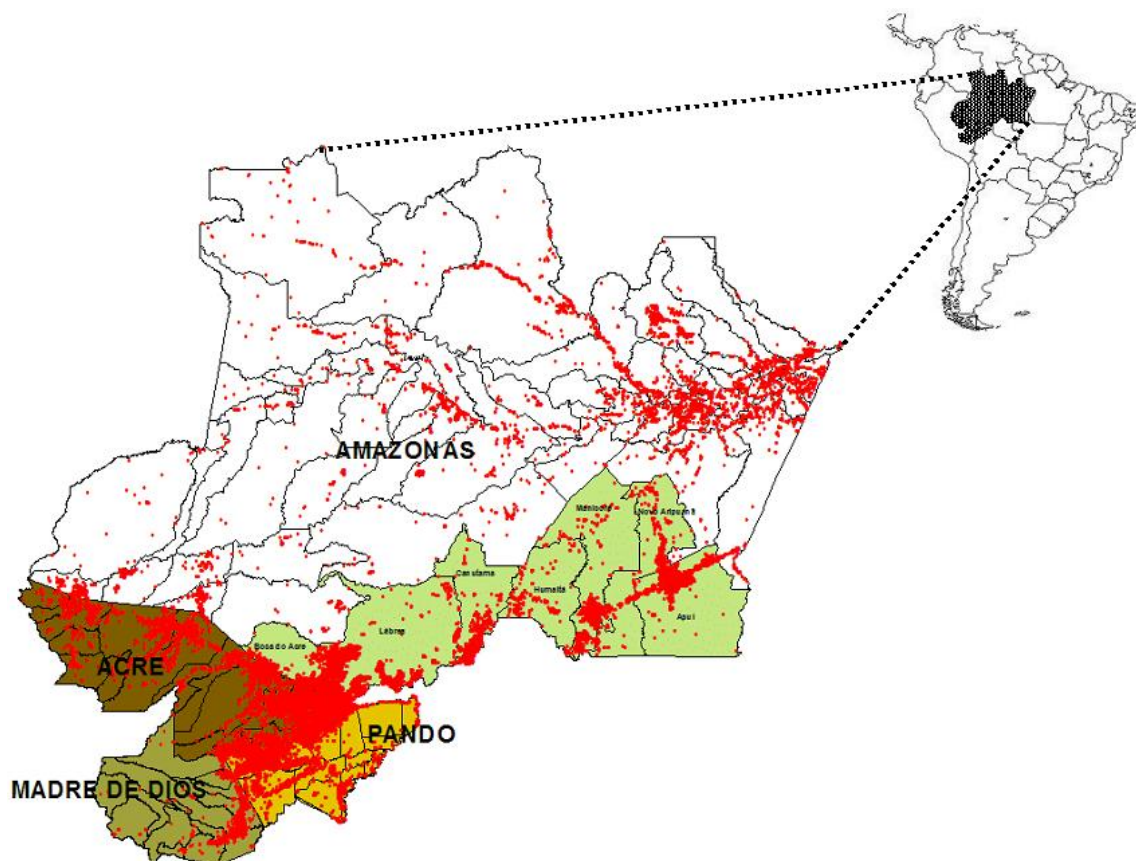 AMAZONAS
Manicoré
Novo Aripuanã
Canutama
Humaitá
Lábrea
Apuí
Boca do Acre
ACRE
PANDO
MADRE DE DIOS